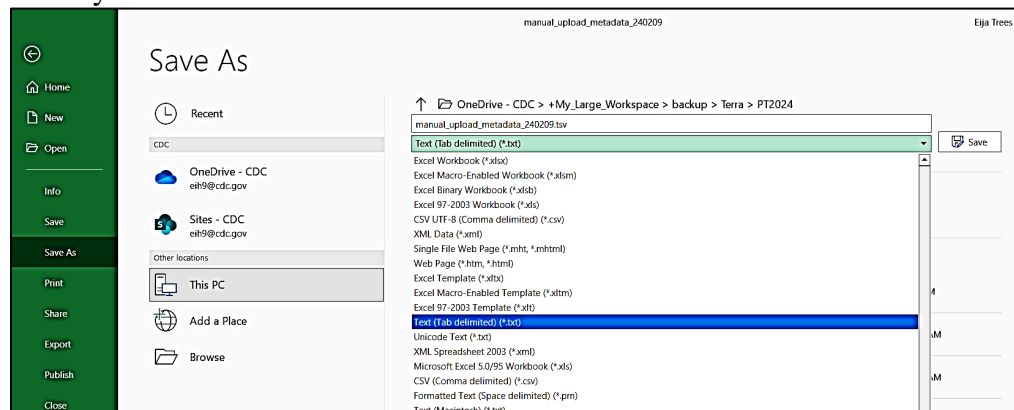 manual_upload_metadata_240209
Eija Trees
Home
New
Open
Info
Save
Save As
Print
Share
Export
Publish
Close
Save As
Recent
CDC
OneDrive - CDC
eih9@cdc.gov
Sites - CDC
eih9@cdc.gov
Other locations
This PC
Add a Place
Browse
OneDrive - CDC > +My_Large_Workspace > backup > Terra > PT2024
manual_upload_metadata_240209.tsv
Text (Tab delimited) (*.txt)
Save
Excel Workbook (*.xlsx)
Excel Macro-Enabled Workbook (*.xlsm)
Excel Binary Workbook (*.xlsb)
Excel 97-2003 Workbook (*.xls)
CSV UTF-8 (Comma delimited) (*.csv)
XML Data (*.xml)
Single File Web Page (*.mht, *.mhtml)
Web Page (*.htm, *.html)
Excel Template (*.xltx)
Excel Macro-Enabled Template (*.xltm)
Excel 97-2003 Template (*.xlt)
Text (Tab delimited) (*.txt)
Unicode Text (*.txt)
XML Spreadsheet 2003 (*.xml)
Microsoft Excel 5.0/95 Workbook (*.xls)
CSV (Comma delimited) (*.csv)
Formatted Text (Space delimited) (*.prn)
Text (Macintosh) (*.txt)